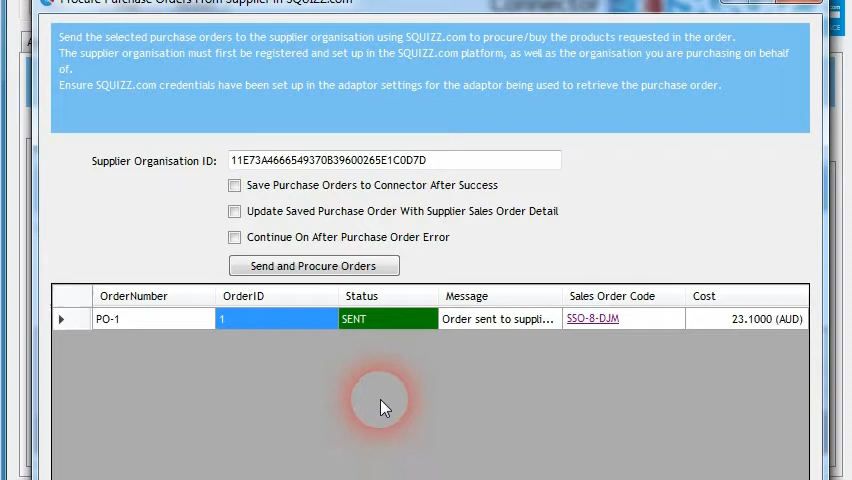 Procure Purchase Orders From Supplier in SQUIZZ.com
Connector
Send the selected purchase orders to the supplier organisation using SQUIZZ.com to procure/buy the products requested in the order.
The supplier organisation must first be registered and set up in the SQUIZZ.com platform, as well as the organisation you are purchasing on behalf
of.
Ensure SQUIZZ.com credentials have been set up in the adaptor settings for the adaptor being used to retrieve the purchase order.
Supplier Organisation ID: 11E73A4666549370B39600265E1C0D7D
Save Purchase Orders to Connector After Success
Update Saved Purchase Order With Supplier Sales Order Detail
Continue On After Purchase Order Error
Send and Procure Orders
OrderNumber OrderID Status Message Sales Order Code Cost
PO-1 1 SENT Order sent to suppli... SSO-8-DJM 23.1000 (AUD)